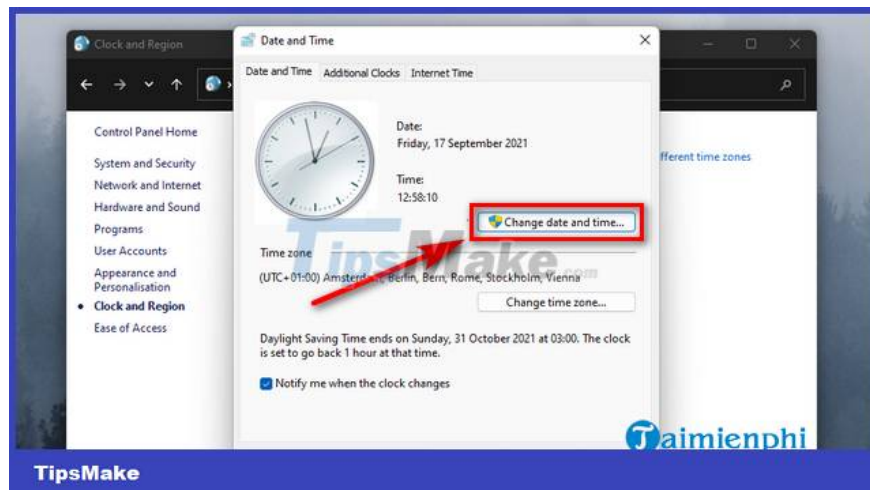 Clock and Region
Date and Time
Date and Time Additional Clocks Internet Time
Control Panel Home
System and Security
Network and Internet
Hardware and Sound
Programs
User Accounts
Appearance and
Personalisation
Clock and Region
Ease of Access
Date:
Friday, 17 September 2021
Time:
12:58:10
Change date and time...
Time zone
(UTC+01:00) Amsterdam, Berlin, Bern, Rome, Stockholm, Vienna
Change time zone...
Daylight Saving Time ends on Sunday, 31 October 2021 at 03:00. The clock
is set to go back 1 hour at that time.
Notify me when the clock changes
fferent time zones
TipsMake.com
Taimienphi
TipsMake